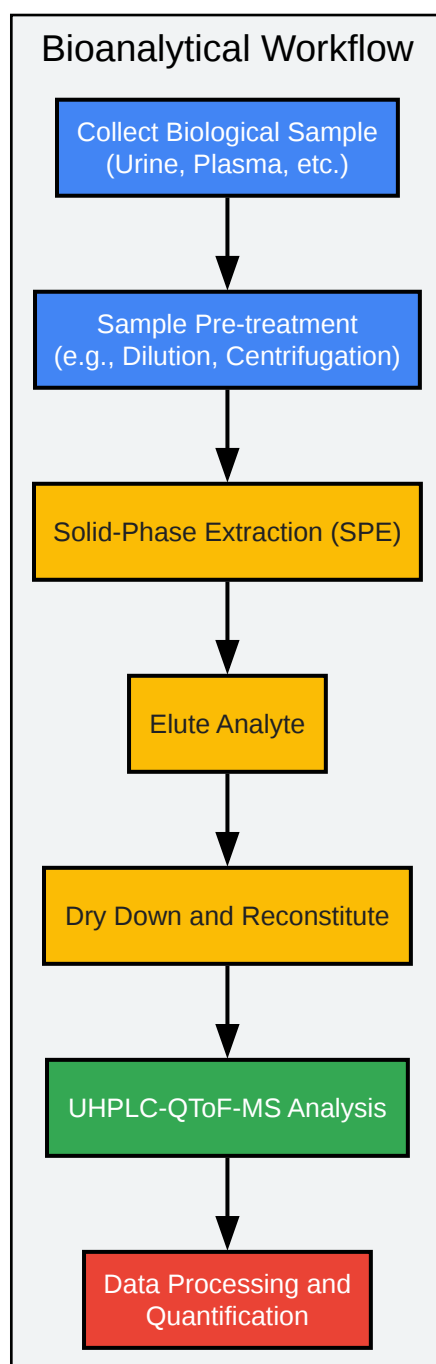 Bioanalytical Workflow
Collect Biological Sample
(Urine, Plasma, etc.)
Sample Pre-treatment
(e.g., Dilution, Centrifugation)
Solid-Phase Extraction (SPE)
Elute Analyte
Dry Down and Reconstitute
UHPLC-QToF-MS Analysis
Data Processing and
Quantification